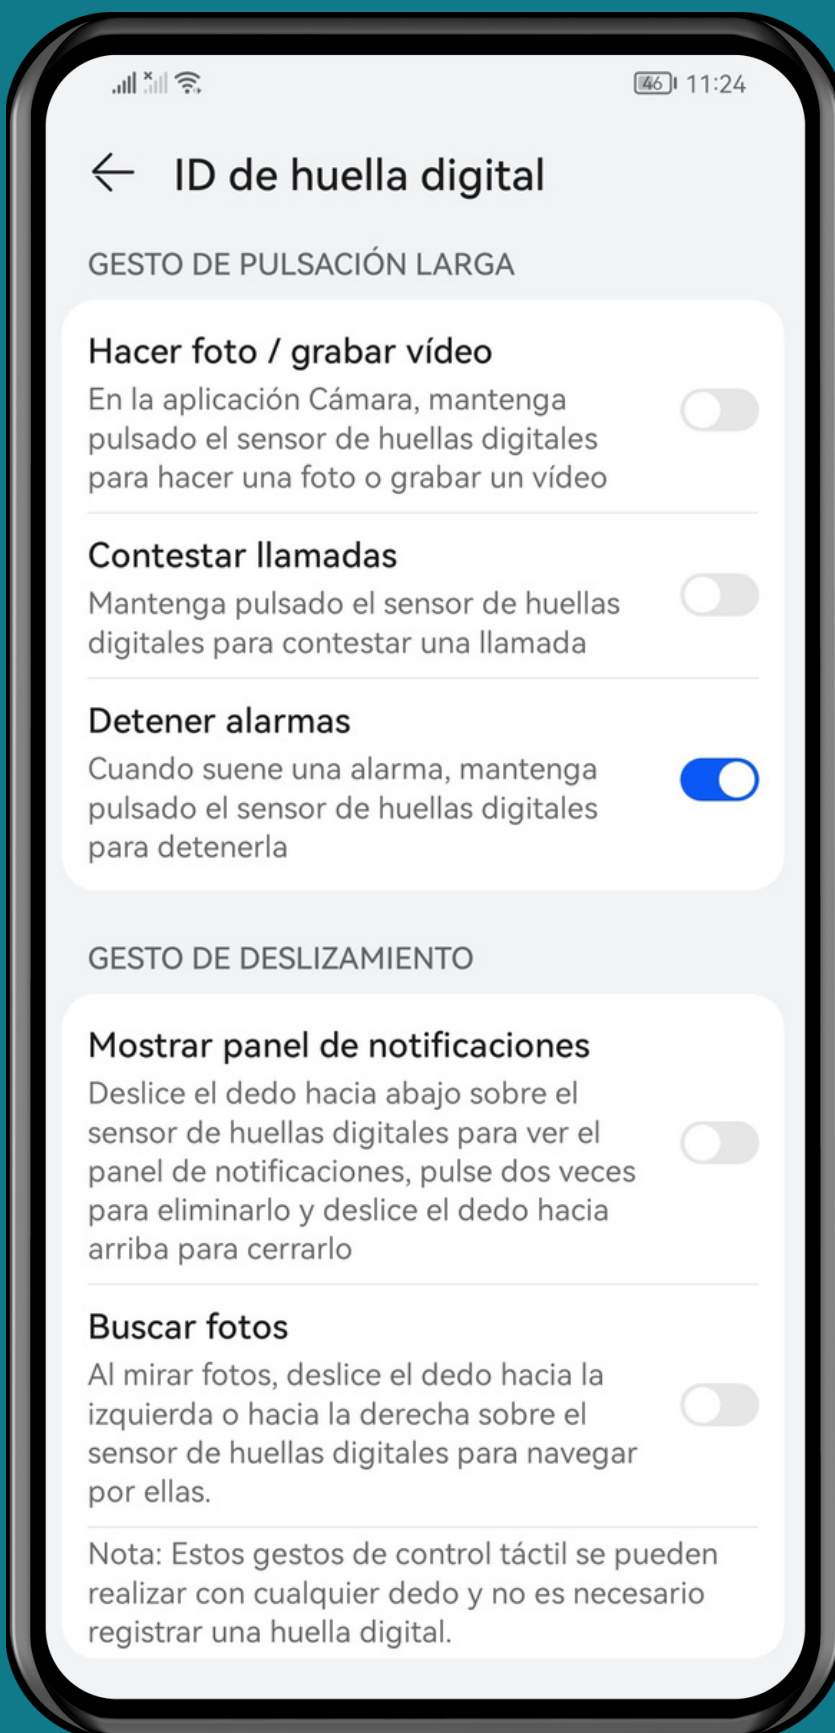 46 11:24
ID de huella digital
GESTO DE PULSACIÓN LARGA
Hacer foto / grabar vídeo
En la aplicación Cámara, mantenga
pulsado el sensor de huellas digitales
para hacer una foto o grabar un vídeo
Contestar llamadas
Mantenga pulsado el sensor de huellas
digitales para contestar una llamada
Detener alarmas
Cuando suene una alarma, mantenga
pulsado el sensor de huellas digitales
para detenerla
GESTO DE DESLIZAMIENTO
Mostrar panel de notificaciones
Deslice el dedo hacia abajo sobre el
sensor de huellas digitales para ver el
panel de notificaciones, pulse dos veces
para eliminarlo y deslice el dedo hacia
arriba para cerrarlo
Buscar fotos
Al mirar fotos, deslice el dedo hacia la
izquierda o hacia la derecha sobre el
sensor de huellas digitales para navegar
por ellas.
Nota: Estos gestos de control táctil se pueden
realizar con cualquier dedo y no es necesario
registrar una huella digital.